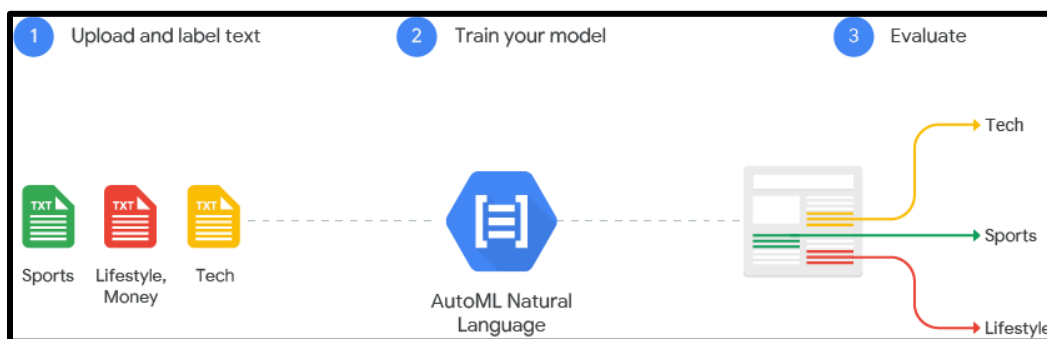 1 Upload and label text
2 Train your model
3 Evaluate
TXT
TXT
TXT
Sports
Lifestyle,
Money
Tech
AutoML Natural
Language
Tech
Sports
Lifestyle